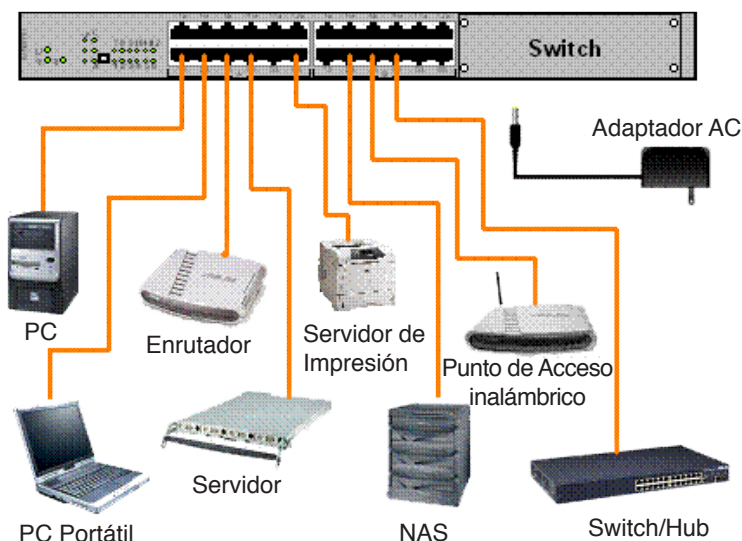 Switch
Adaptador AC
PC
Enrutador
Servidor de
Impresión
Punto de Acceso
inalámbrico
Servidor
PC Portátil
NAS
Switch/Hub